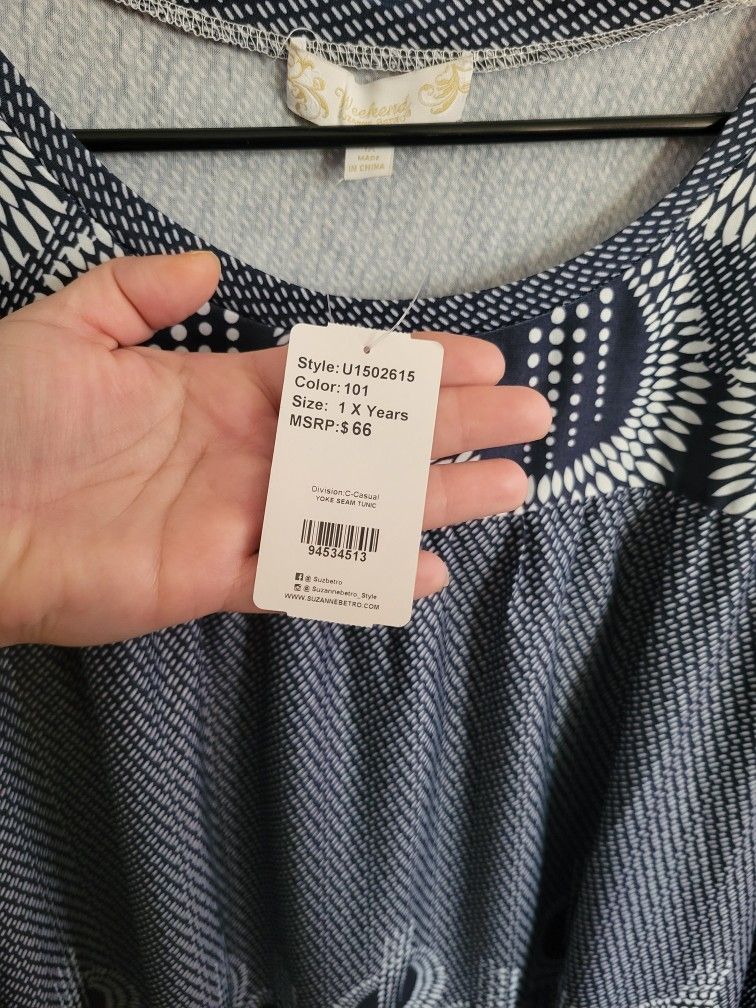 Weekend
MADE
IN CHINA
Style:U1502615
Color:101
Size: 1 X Years
MSRP:$66
Division:C-Casual
YOKE SEAM TUNIC
94534513
@ Suzbetro
@ Suzannebetro_Style
WWW.SUZANNEBETRO.COM